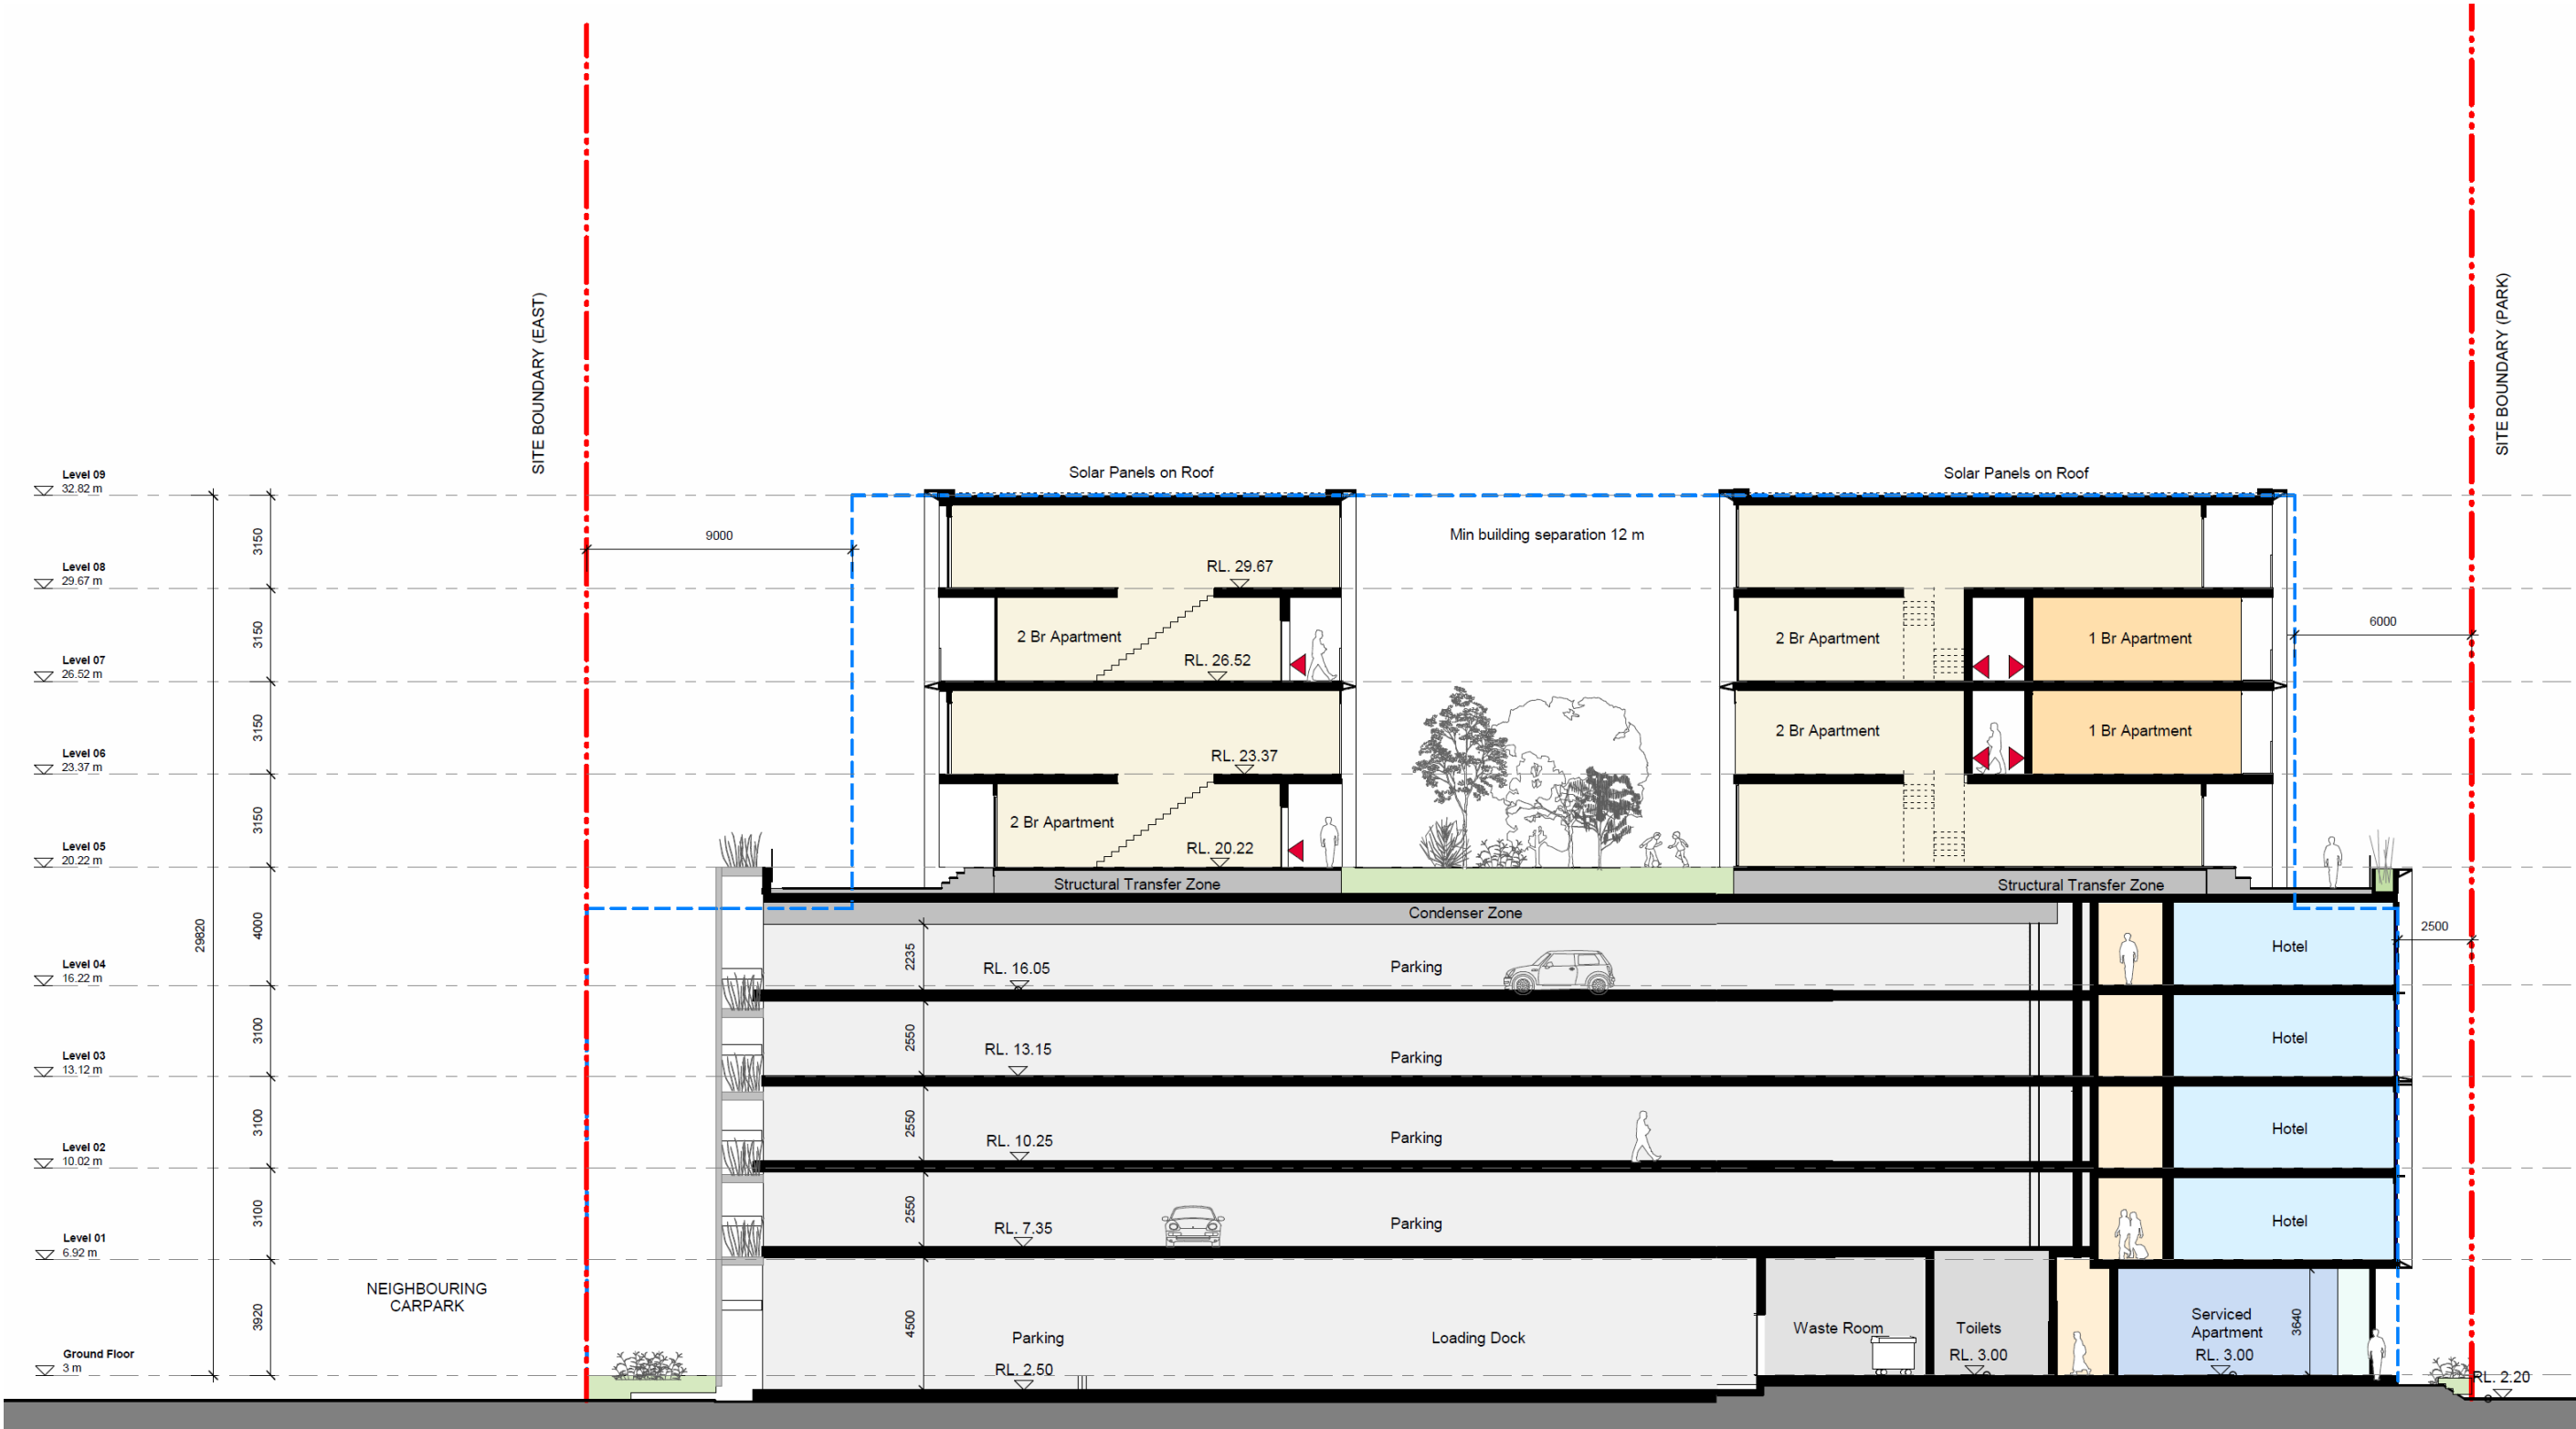 SITE BOUNDARY (EAST)
SITE BOUNDARY (PARK)
Level 09
32.82 m
Level 08
29.67 m
Level 07
26.52 m
Level 06
23.37 m
Level 05
20.22 m
Level 04
16.22 m
Level 03
13.12 m
Level 02
10.02 m
Level 01
6.92 m
Ground Floor
3 m
29820
3150
3150
3150
3150
4000
3100
3100
3100
3920
NEIGHBOURING
CARPARK
9000
Solar Panels on Roof
Solar Panels on Roof
Min building separation 12 m
RL. 29.67
2 Br Apartment
RL. 26.52
RL. 23.37
2 Br Apartment
RL. 20.22
2 Br Apartment
1 Br Apartment
2 Br Apartment
1 Br Apartment
6000
Structural Transfer Zone
Structural Transfer Zone
Condenser Zone
2235
RL. 16.05
Parking
Hotel
2500
2550
RL. 13.15
Parking
Hotel
2550
RL. 10.25
Parking
Hotel
2550
RL. 7.35
Parking
Hotel
4500
Parking
RL. 2.50
Loading Dock
Waste Room
Toilets
RL. 3.00
Serviced
Apartment
RL. 3.00
3640
RL. 2.20